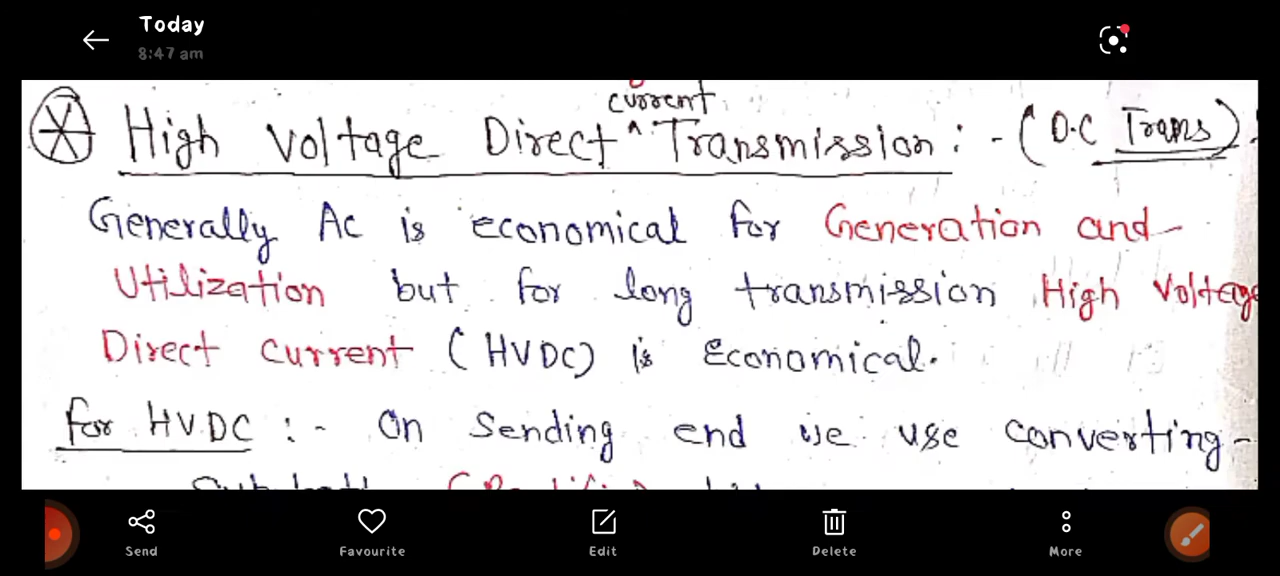 Today
8:47 am
High Voltage Direct ^ current Transmission :- (D.C Trans) :
Generally AC is economical for Generation and
Utilization but for long transmission High Voltage
Direct Current (HVDC) is Economical.
for HVDC :- On Sending end we use converting-
Send
Favourite
Edit
Delete
More